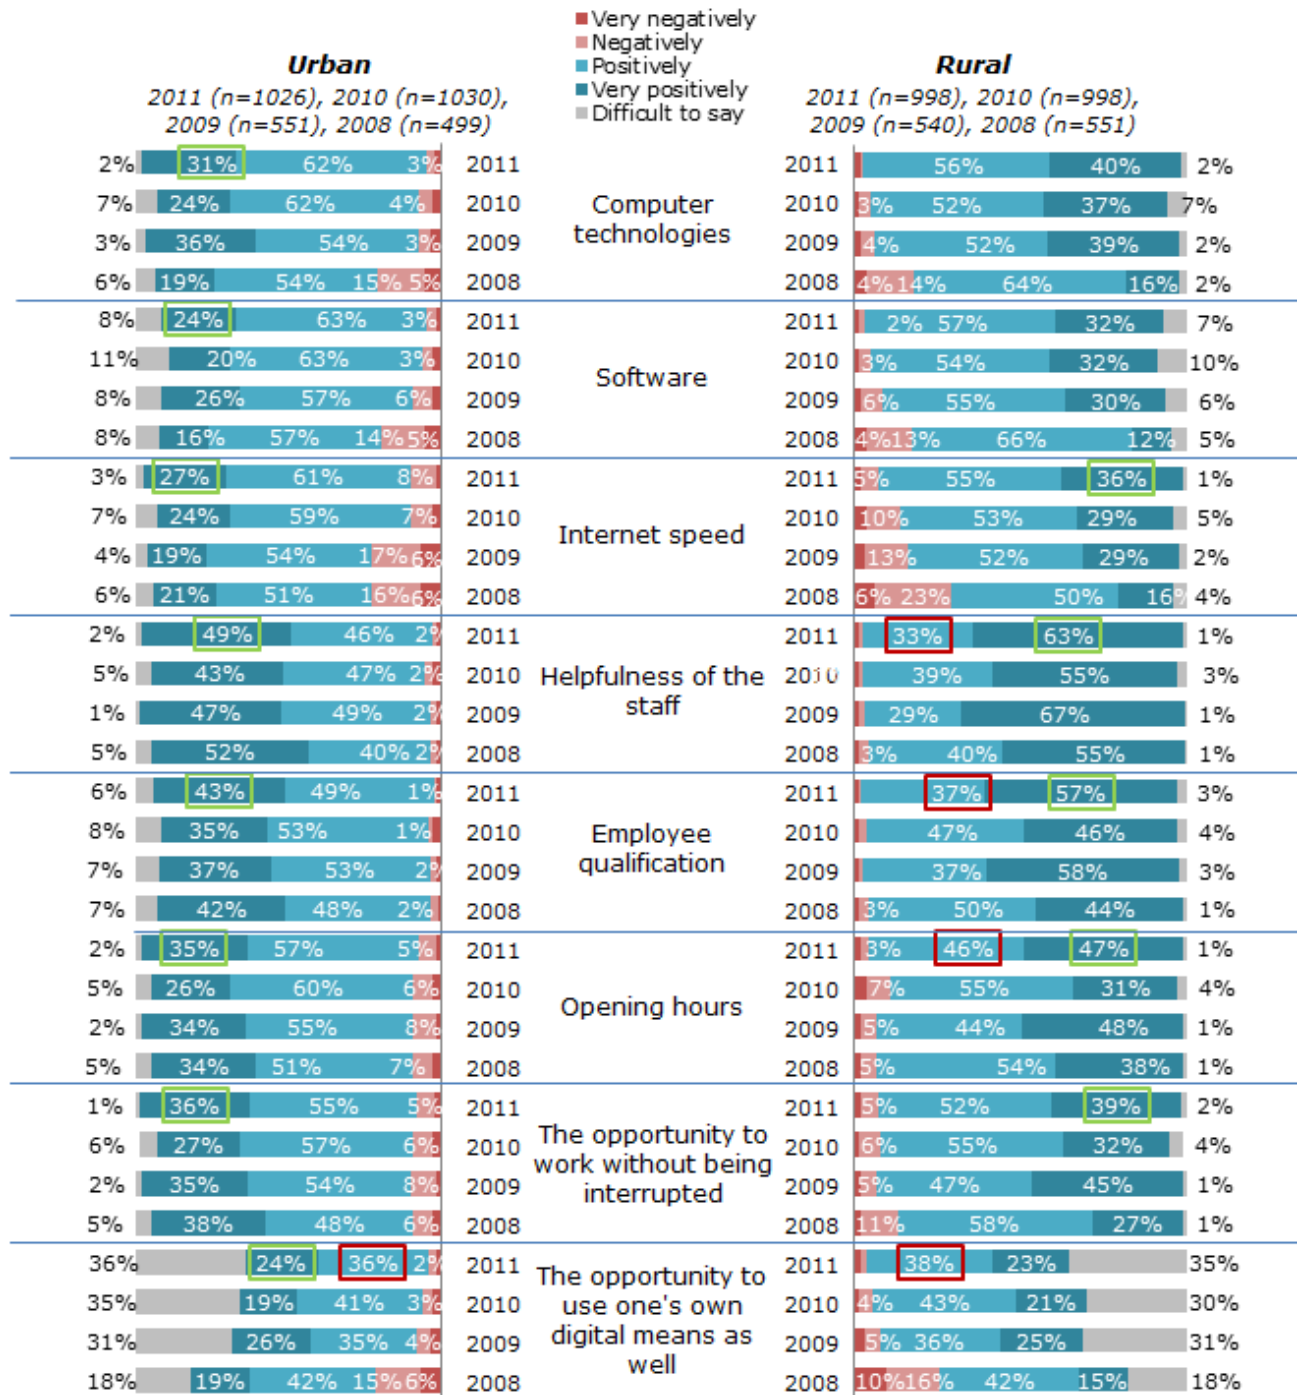 Very negatively
Negatively
Positively
Very positively
Difficult to say
Urban
2011 (n=1026), 2010 (n=1030),
2009 (n=551), 2008 (n=499)
Rural
2011 (n=998), 2010 (n=998),
2009 (n=540), 2008 (n=551)
Computer
technologies
2% 31% 62% 3% 2011 2011 56% 40% 2%
7% 24% 62% 4% 2010 2010 3% 52% 37% 7%
3% 36% 54% 3% 2009 2009 4% 52% 39% 2%
6% 19% 54% 15% 5% 2008 2008 4% 14% 64% 16% 2%
Software
8% 24% 63% 3% 2011 2011 2% 57% 32% 7%
11% 20% 63% 3% 2010 2010 3% 54% 32% 10%
8% 26% 57% 6% 2009 2009 6% 55% 30% 6%
8% 16% 57% 14% 5% 2008 2008 4% 13% 66% 12% 5%
Internet speed
3% 27% 61% 8% 2011 2011 5% 55% 36% 1%
7% 24% 59% 7% 2010 2010 10% 53% 29% 5%
4% 19% 54% 17% 6% 2009 2009 13% 52% 29% 2%
6% 21% 51% 16% 6% 2008 2008 6% 23% 50% 16% 4%
Helpfulness of the
staff
2% 49% 46% 2% 2011 2011 33% 63% 1%
5% 43% 47% 2% 2010 2010 39% 55% 3%
1% 47% 49% 2% 2009 2009 29% 67% 1%
5% 52% 40% 2% 2008 2008 3% 40% 55% 1%
Employee
qualification
6% 43% 49% 1% 2011 2011 37% 57% 3%
8% 35% 53% 1% 2010 2010 47% 46% 4%
7% 37% 53% 2% 2009 2009 37% 58% 3%
7% 42% 48% 2% 2008 2008 3% 50% 44% 1%
Opening hours
2% 35% 57% 5% 2011 2011 3% 46% 47% 1%
5% 26% 60% 6% 2010 2010 7% 55% 31% 4%
2% 34% 55% 8% 2009 2009 5% 44% 48% 1%
5% 34% 51% 7% 2008 2008 5% 54% 38% 1%
The opportunity to
work without being
interrupted
1% 36% 55% 5% 2011 2011 5% 52% 39% 2%
6% 27% 57% 6% 2010 2010 6% 55% 32% 4%
2% 35% 54% 8% 2009 2009 5% 47% 45% 1%
5% 38% 48% 6% 2008 2008 11% 58% 27% 1%
The opportunity to
use one's own
digital means as
well
36% 24% 36% 2% 2011 2011 38% 23% 35%
35% 19% 41% 3% 2010 2010 4% 43% 21% 30%
31% 26% 35% 4% 2009 2009 5% 36% 25% 31%
18% 19% 42% 15% 6% 2008 2008 10% 16% 42% 15% 18%